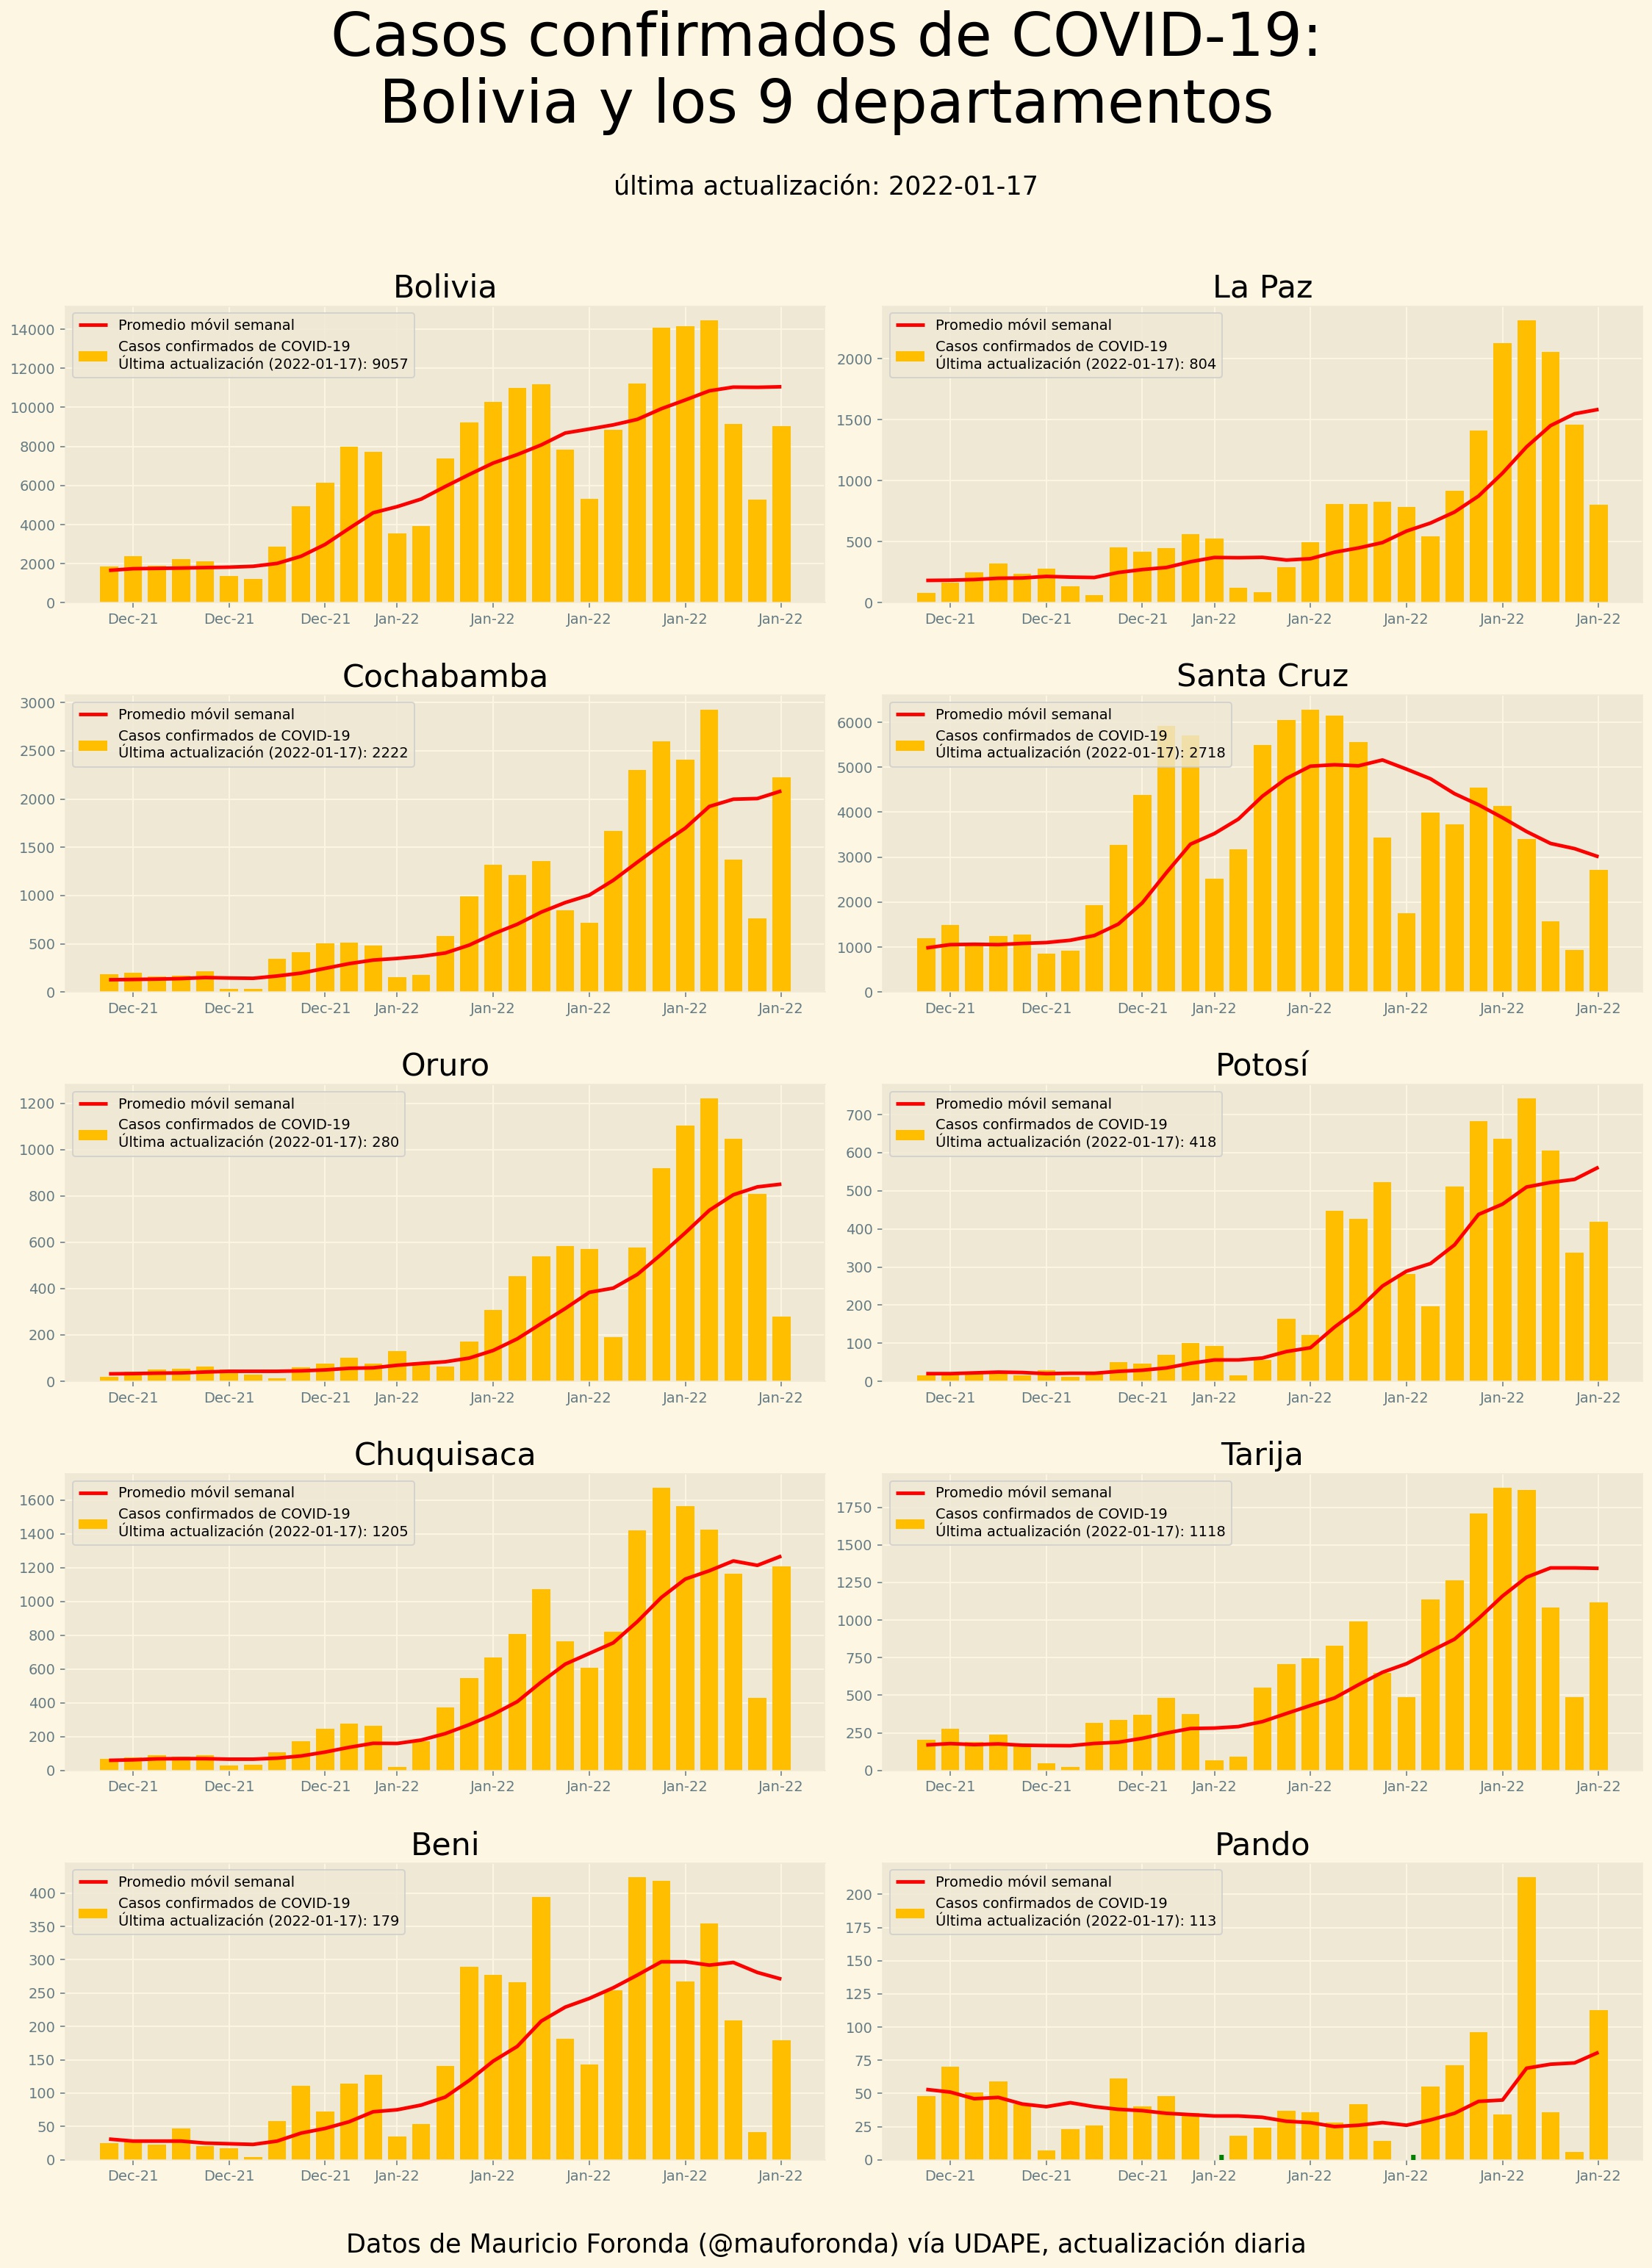 Casos confirmados de COVID-19:
Bolivia y los 9 departamentos
última actualización: 2022-01-17
Bolivia
Promedio móvil semanal
Casos confirmados de COVID-19
Última actualización (2022-01-17): 9057
14000
12000
10000
8000
6000
4000
2000
0
Dec-21 Dec-21 Dec-21 Jan-22 Jan-22 Jan-22 Jan-22 Jan-22
La Paz
Promedio móvil semanal
Casos confirmados de COVID-19
Última actualización (2022-01-17): 804
2000
1500
1000
500
0
Dec-21 Dec-21 Dec-21 Jan-22 Jan-22 Jan-22 Jan-22 Jan-22
Cochabamba
Promedio móvil semanal
Casos confirmados de COVID-19
Última actualización (2022-01-17): 2222
3000
2500
2000
1500
1000
500
0
Dec-21 Dec-21 Dec-21 Jan-22 Jan-22 Jan-22 Jan-22 Jan-22
Santa Cruz
Promedio móvil semanal
Casos confirmados de COVID-19
Última actualización (2022-01-17): 2718
6000
5000
4000
3000
2000
1000
0
Dec-21 Dec-21 Dec-21 Jan-22 Jan-22 Jan-22 Jan-22 Jan-22
Oruro
Promedio móvil semanal
Casos confirmados de COVID-19
Última actualización (2022-01-17): 280
1200
1000
800
600
400
200
0
Dec-21 Dec-21 Dec-21 Jan-22 Jan-22 Jan-22 Jan-22 Jan-22
Potosí
Promedio móvil semanal
Casos confirmados de COVID-19
Última actualización (2022-01-17): 418
700
600
500
400
300
200
100
0
Dec-21 Dec-21 Dec-21 Jan-22 Jan-22 Jan-22 Jan-22 Jan-22
Chuquisaca
Promedio móvil semanal
Casos confirmados de COVID-19
Última actualización (2022-01-17): 1205
1600
1400
1200
1000
800
600
400
200
0
Dec-21 Dec-21 Dec-21 Jan-22 Jan-22 Jan-22 Jan-22 Jan-22
Tarija
Promedio móvil semanal
Casos confirmados de COVID-19
Última actualización (2022-01-17): 1118
1750
1500
1250
1000
750
500
250
0
Dec-21 Dec-21 Dec-21 Jan-22 Jan-22 Jan-22 Jan-22 Jan-22
Beni
Promedio móvil semanal
Casos confirmados de COVID-19
Última actualización (2022-01-17): 179
400
350
300
250
200
150
100
50
0
Dec-21 Dec-21 Dec-21 Jan-22 Jan-22 Jan-22 Jan-22 Jan-22
Pando
Promedio móvil semanal
Casos confirmados de COVID-19
Última actualización (2022-01-17): 113
200
175
150
125
100
75
50
25
0
Dec-21 Dec-21 Dec-21 Jan-22 Jan-22 Jan-22 Jan-22 Jan-22
Datos de Mauricio Foronda (@mauforonda) vía UDAPE, actualización diaria